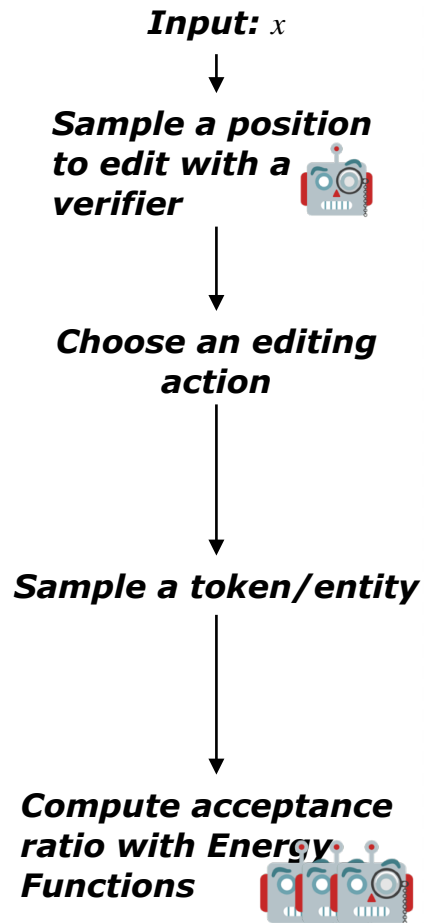 Input: x
Sample a position
to edit with a
verifier
Choose an editing
action
Sample a token/entity
Compute acceptance
ratio with Energy
Functions